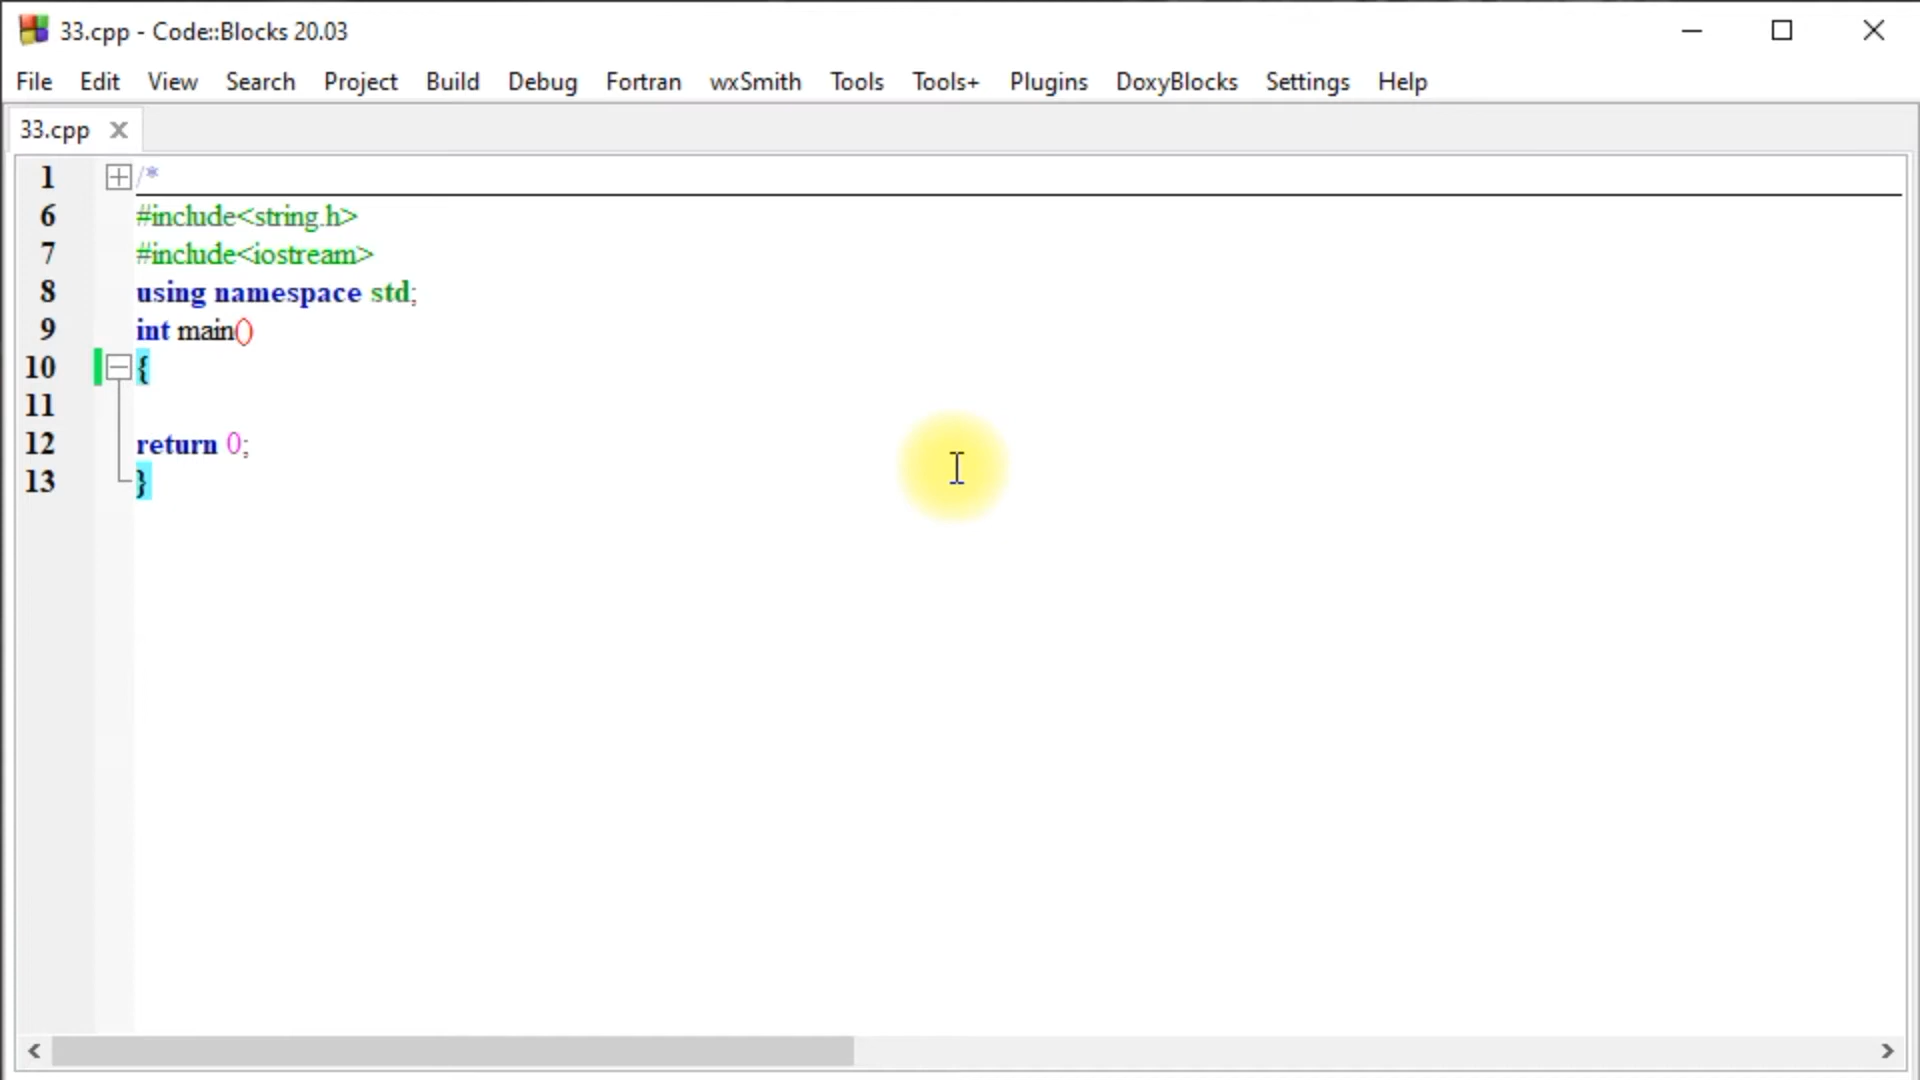 33.cpp - Code::Blocks 20.03
File Edit View Search Project Build Debug Fortran wxSmith Tools Tools+ Plugins DoxyBlocks Settings Help
33.cpp
1 /*
6 #include<string.h>
7 #include<iostream>
8 using namespace std;
9 int main()
10 {
11
12 return 0;
13 }